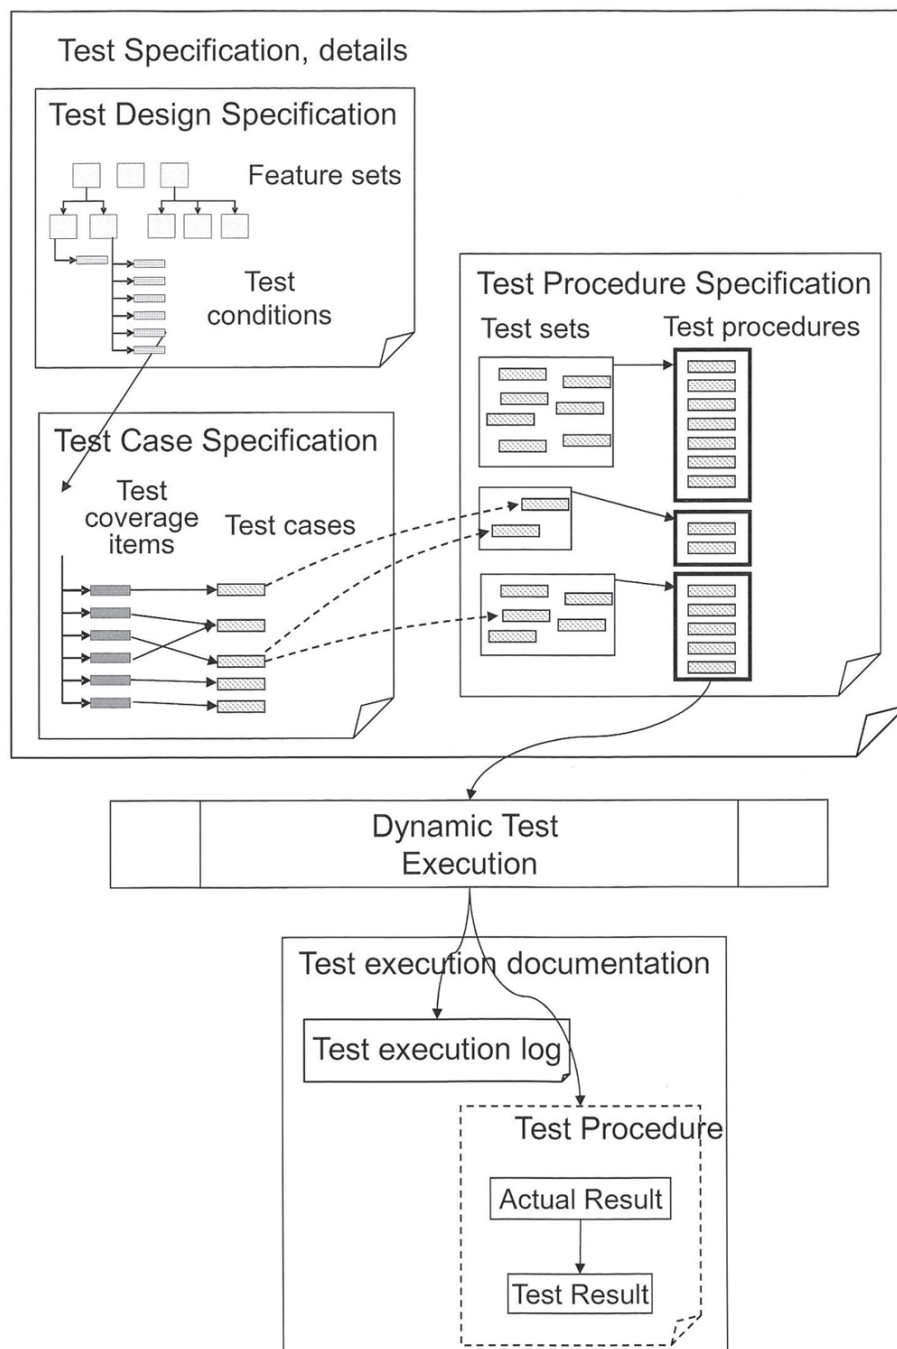 Test Specification, details
Test Design Specification
Feature sets
Test
conditions
Test Case Specification
Test
coverage
items
Test cases
Test Procedure Specification
Test sets
Test procedures
Dynamic Test
Execution
Test execution documentation
Test execution log
Test Procedure
Actual Result
Test Result